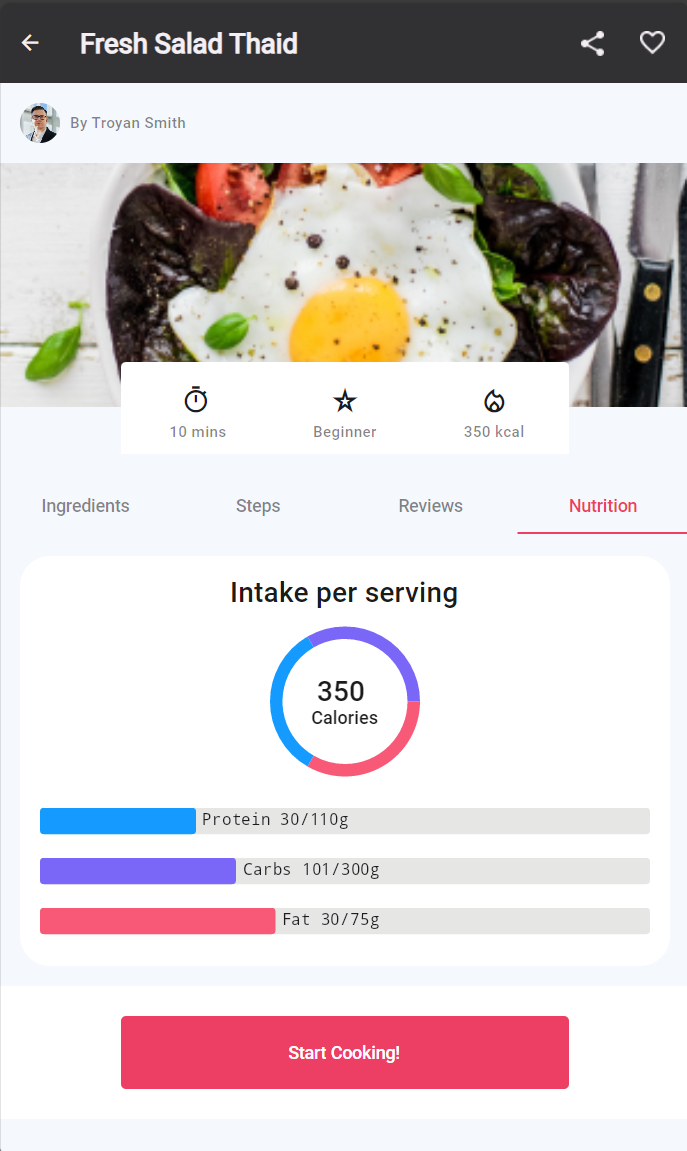 Fresh Salad Thaid
By Troyan Smith
10 mins Beginner 350 kcal
Ingredients Steps Reviews Nutrition
Intake per serving
350
Calories
Protein 30/110g
Carbs 101/300g
Fat 30/75g
Start Cooking!